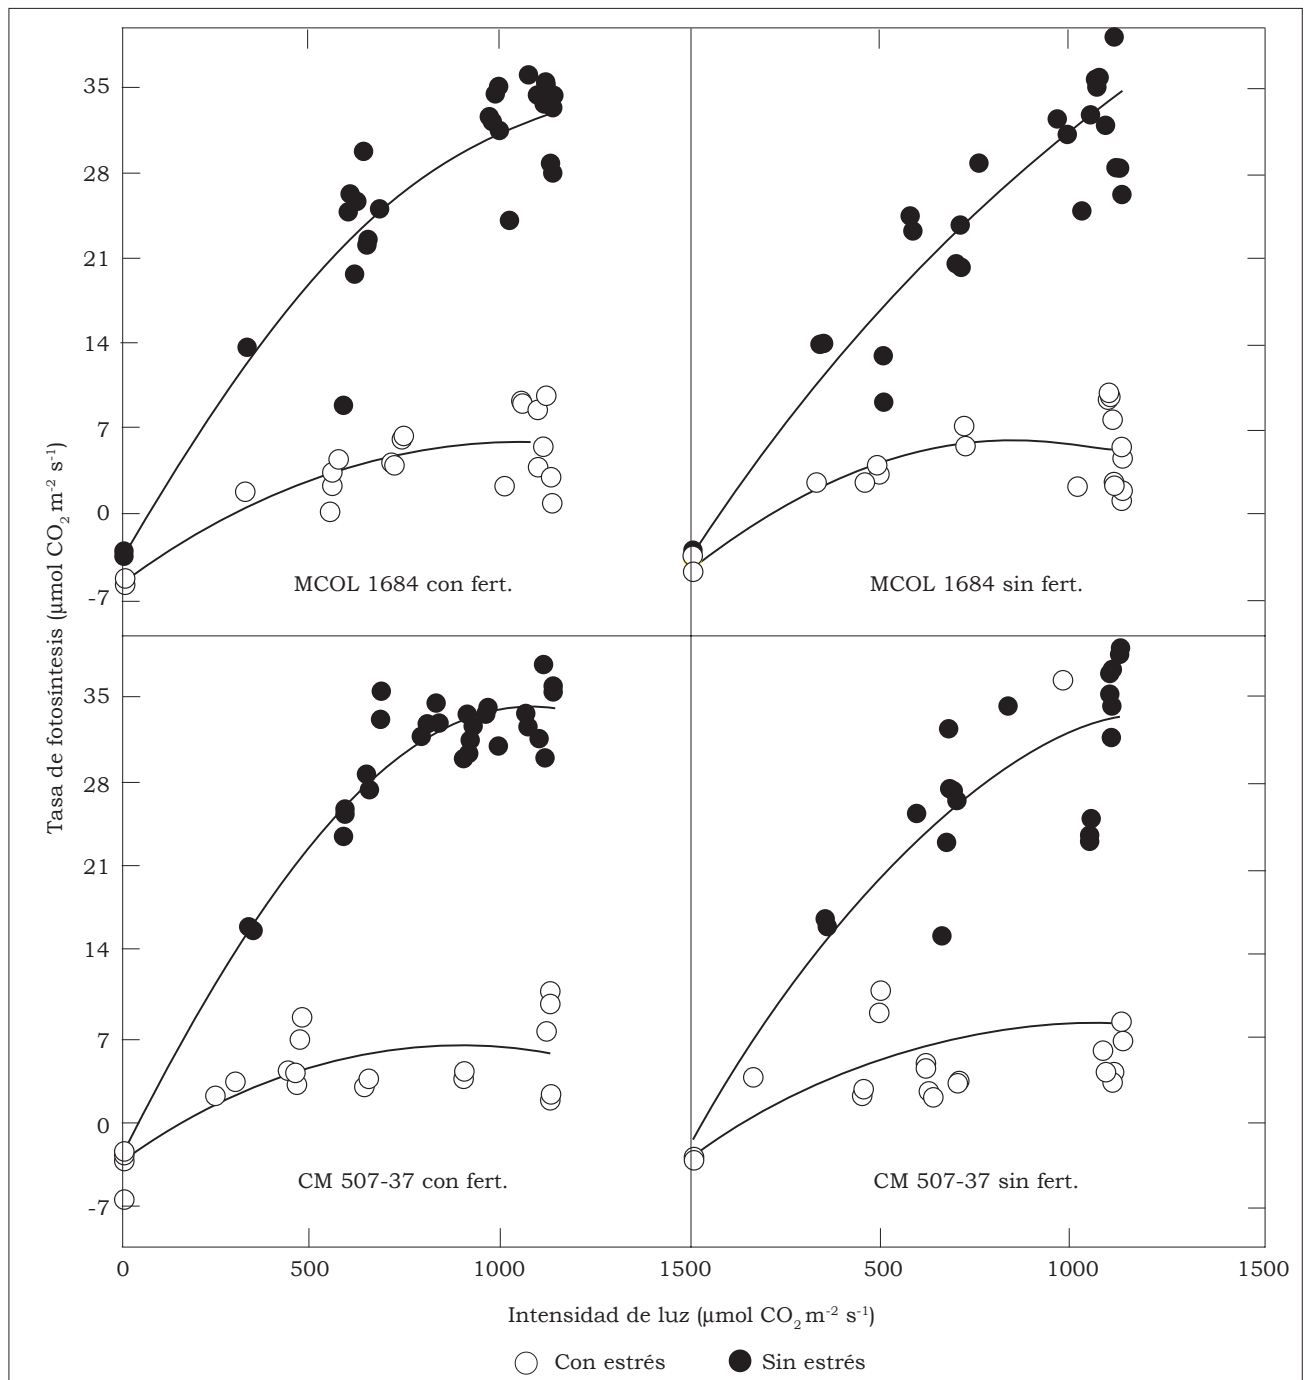 35
28
21
14
7
0
-7
MCOL 1684 con fert.
MCOL 1684 sin fert.
Tasa de fotosíntesis (µmol CO2 m-2 s-1)
35
28
21
14
7
0
-7
CM 507-37 con fert.
CM 507-37 sin fert.
0 500 1000 1500 500 1000 1500
Intensidad de luz (µmol CO2 m-2 s-1)
Con estrés Sin estrés